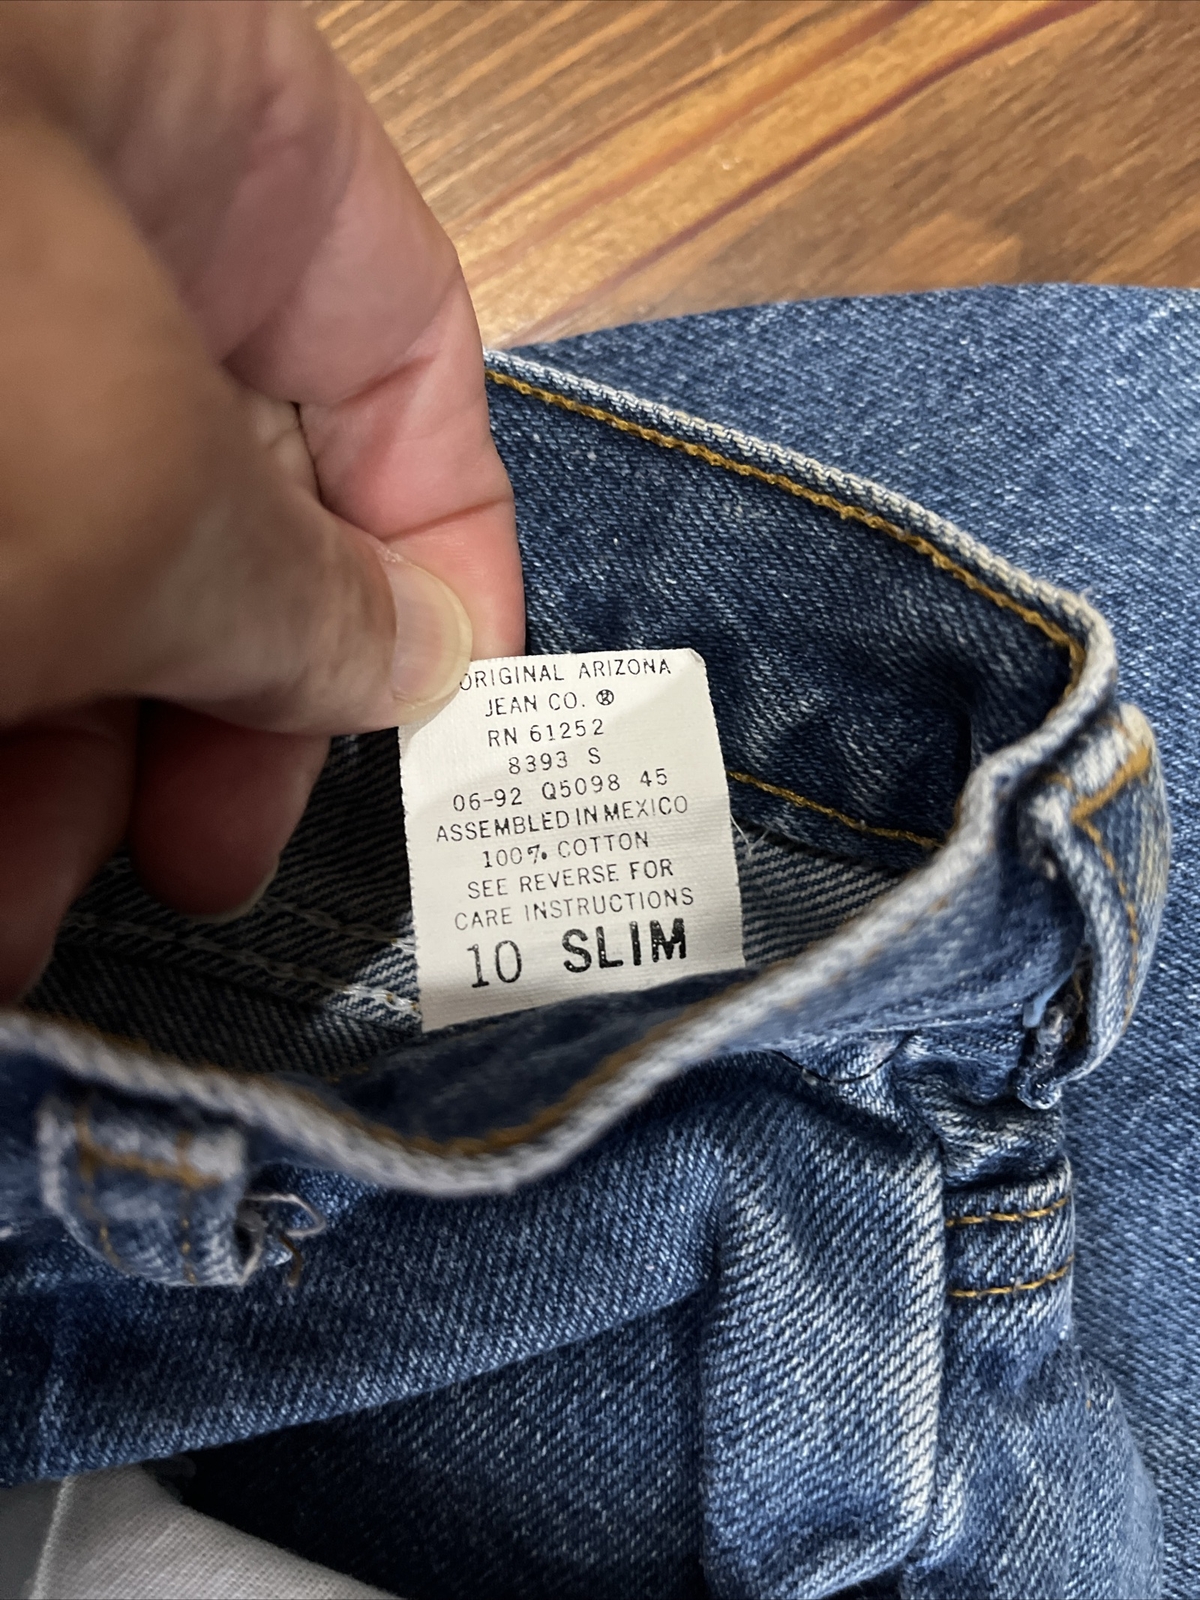 ORIGINAL ARIZONA
JEAN CO. ®
RN 61252
8393 S
06-92 Q5098 45
ASSEMBLED IN MEXICO
100% COTTON
SEE REVERSE FOR
CARE INSTRUCTIONS
10 SLIM